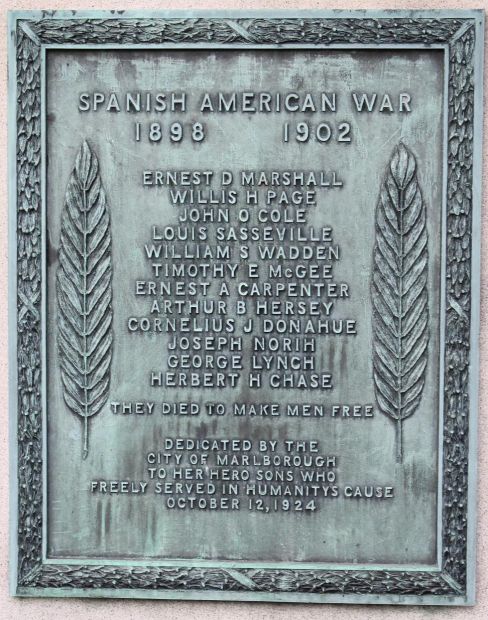 SPANISH AMERICAN WAR
1898 1902
ERNEST D MARSHALL
WILLIS H PAGE
JOHN O COLE
LOUIS SASSEVILLE
WILLIAM S WADDEN
TIMOTHY E McGEE
ERNEST A CARPENTER
ARTHUR B HERSEY
CORNELIUS J DONAHUE
JOSEPH NORIH
GEORGE LYNCH
HERBERT H CHASE
THEY DIED TO MAKE MEN FREE
DEDICATED BY THE
CITY OF MARLBOROUGH
TO HER HERO SONS WHO
FREELY SERVED IN HUMANITYS CAUSE
OCTOBER 12, 1924